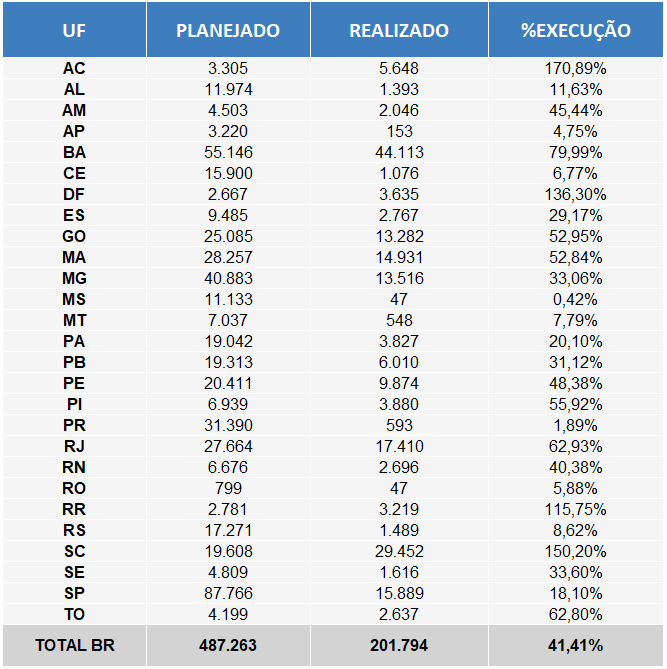 UF PLANEJADO REALIZADO %EXECUÇÃO
AC 3.305 5.648 170,89%
AL 11.974 1.393 11,63%
AM 4.503 2.046 45,44%
AP 3.220 153 4,75%
BA 55.146 44.113 79,99%
CE 15.900 1.076 6,77%
DF 2.667 3.635 136,30%
ES 9.485 2.767 29,17%
GO 25.085 13.282 52,95%
MA 28.257 14.931 52,84%
MG 40.883 13.516 33,06%
MS 11.133 47 0,42%
MT 7.037 548 7,79%
PA 19.042 3.827 20,10%
PB 19.313 6.010 31,12%
PE 20.411 9.874 48,38%
PI 6.939 3.880 55,92%
PR 31.390 593 1,89%
RJ 27.664 17.410 62,93%
RN 6.676 2.696 40,38%
RO 799 47 5,88%
RR 2.781 3.219 115,75%
RS 17.271 1.489 8,62%
SC 19.608 29.452 150,20%
SE 4.809 1.616 33,60%
SP 87.766 15.889 18,10%
TO 4.199 2.637 62,80%
TOTAL BR 487.263 201.794 41,41%